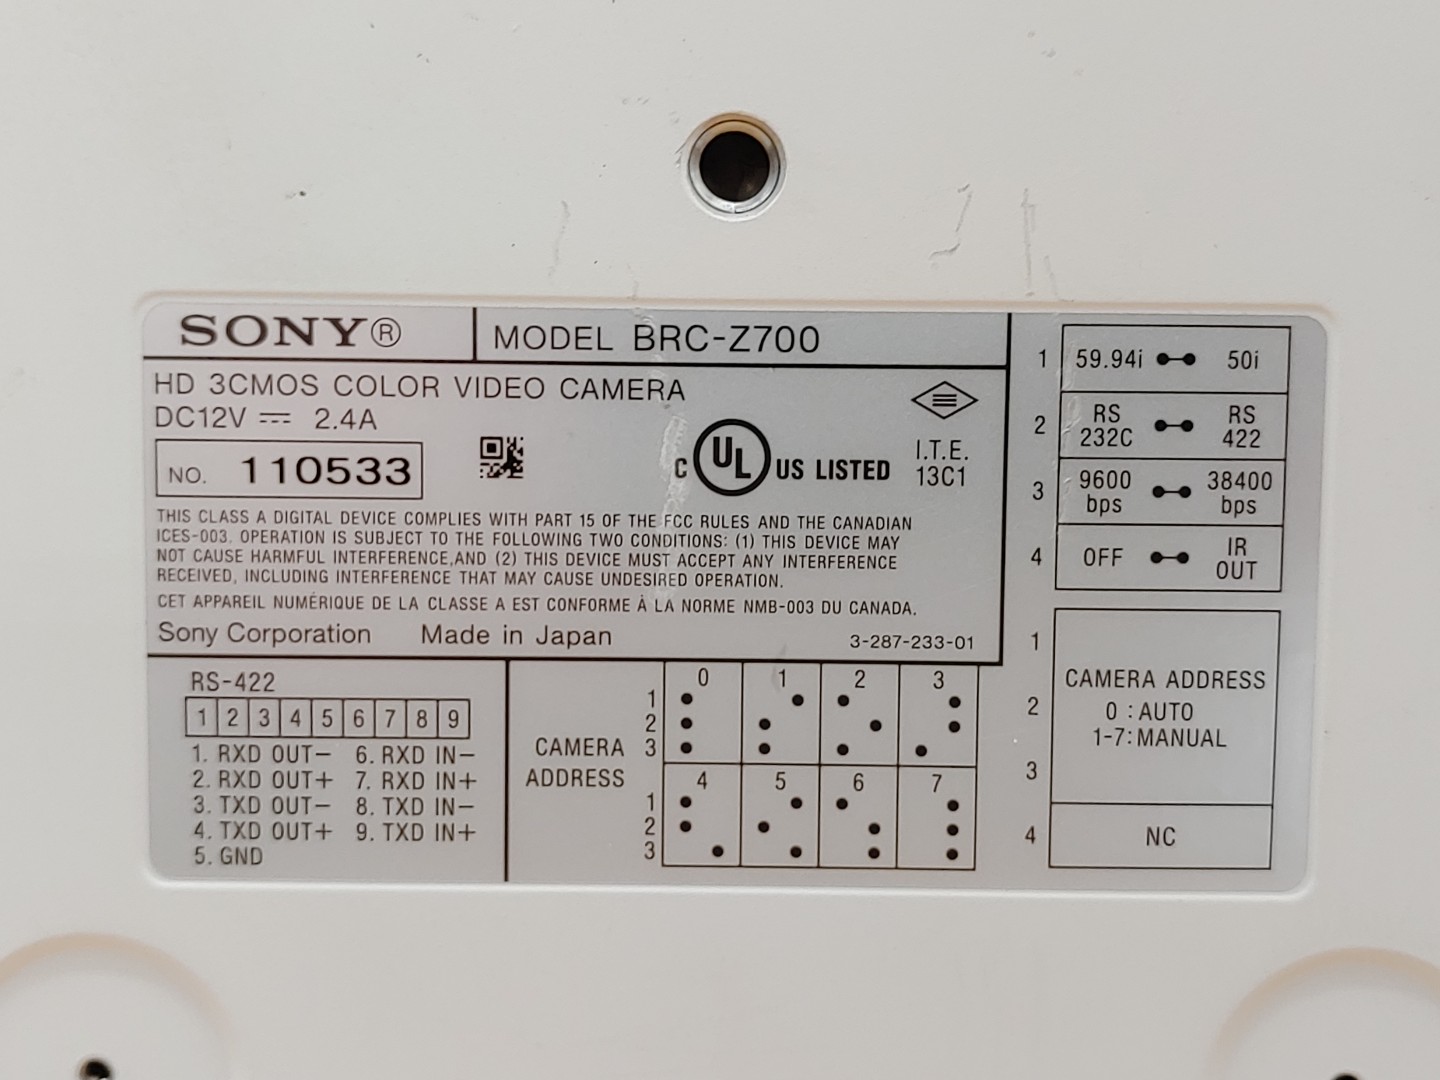 SONY®
MODEL BRC-Z700
HD 3CMOS COLOR VIDEO CAMERA
DC12V ⎓ 2.4A
NO. 110533
C UL US LISTED
I.T.E.
13C1
THIS CLASS A DIGITAL DEVICE COMPLIES WITH PART 15 OF THE FCC RULES AND THE CANADIAN
ICES-003. OPERATION IS SUBJECT TO THE FOLLOWING TWO CONDITIONS: (1) THIS DEVICE MAY
NOT CAUSE HARMFUL INTERFERENCE,AND (2) THIS DEVICE MUST ACCEPT ANY INTERFERENCE
RECEIVED, INCLUDING INTERFERENCE THAT MAY CAUSE UNDESIRED OPERATION.
CET APPAREIL NUMÉRIQUE DE LA CLASSE A EST CONFORME À LA NORME NMB-003 DU CANADA.
Sony Corporation Made in Japan 3-287-233-01
RS-422
1 2 3 4 5 6 7 8 9
1. RXD OUT− 6. RXD IN−
2. RXD OUT+ 7. RXD IN+
3. TXD OUT− 8. TXD IN−
4. TXD OUT+ 9. TXD IN+
5. GND
CAMERA
ADDRESS
0 1 2 3
1
2
3
4 5 6 7
1
2
3
1 59.94i 50i
2 RS 232C RS 422
3 9600 bps 38400 bps
4 OFF IR OUT
1
2
3
CAMERA ADDRESS
0 : AUTO
1-7: MANUAL
4 NC